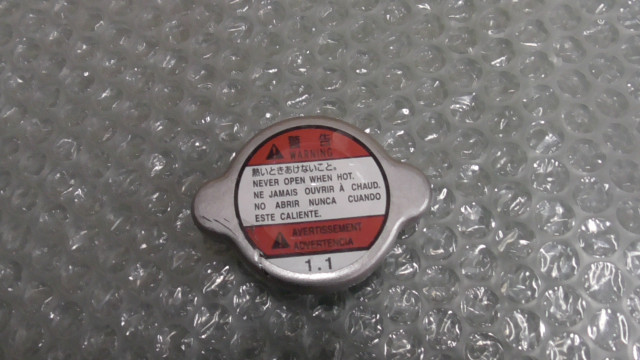 警告
WARNING
熱いときあけないこと。
NEVER OPEN WHEN HOT.
NE JAMAIS OUVRIR À CHAUD.
NO ABRIR NUNCA CUANDO
ESTE CALIENTE.
AVERTISSEMENT
ADVERTENCIA
1.1